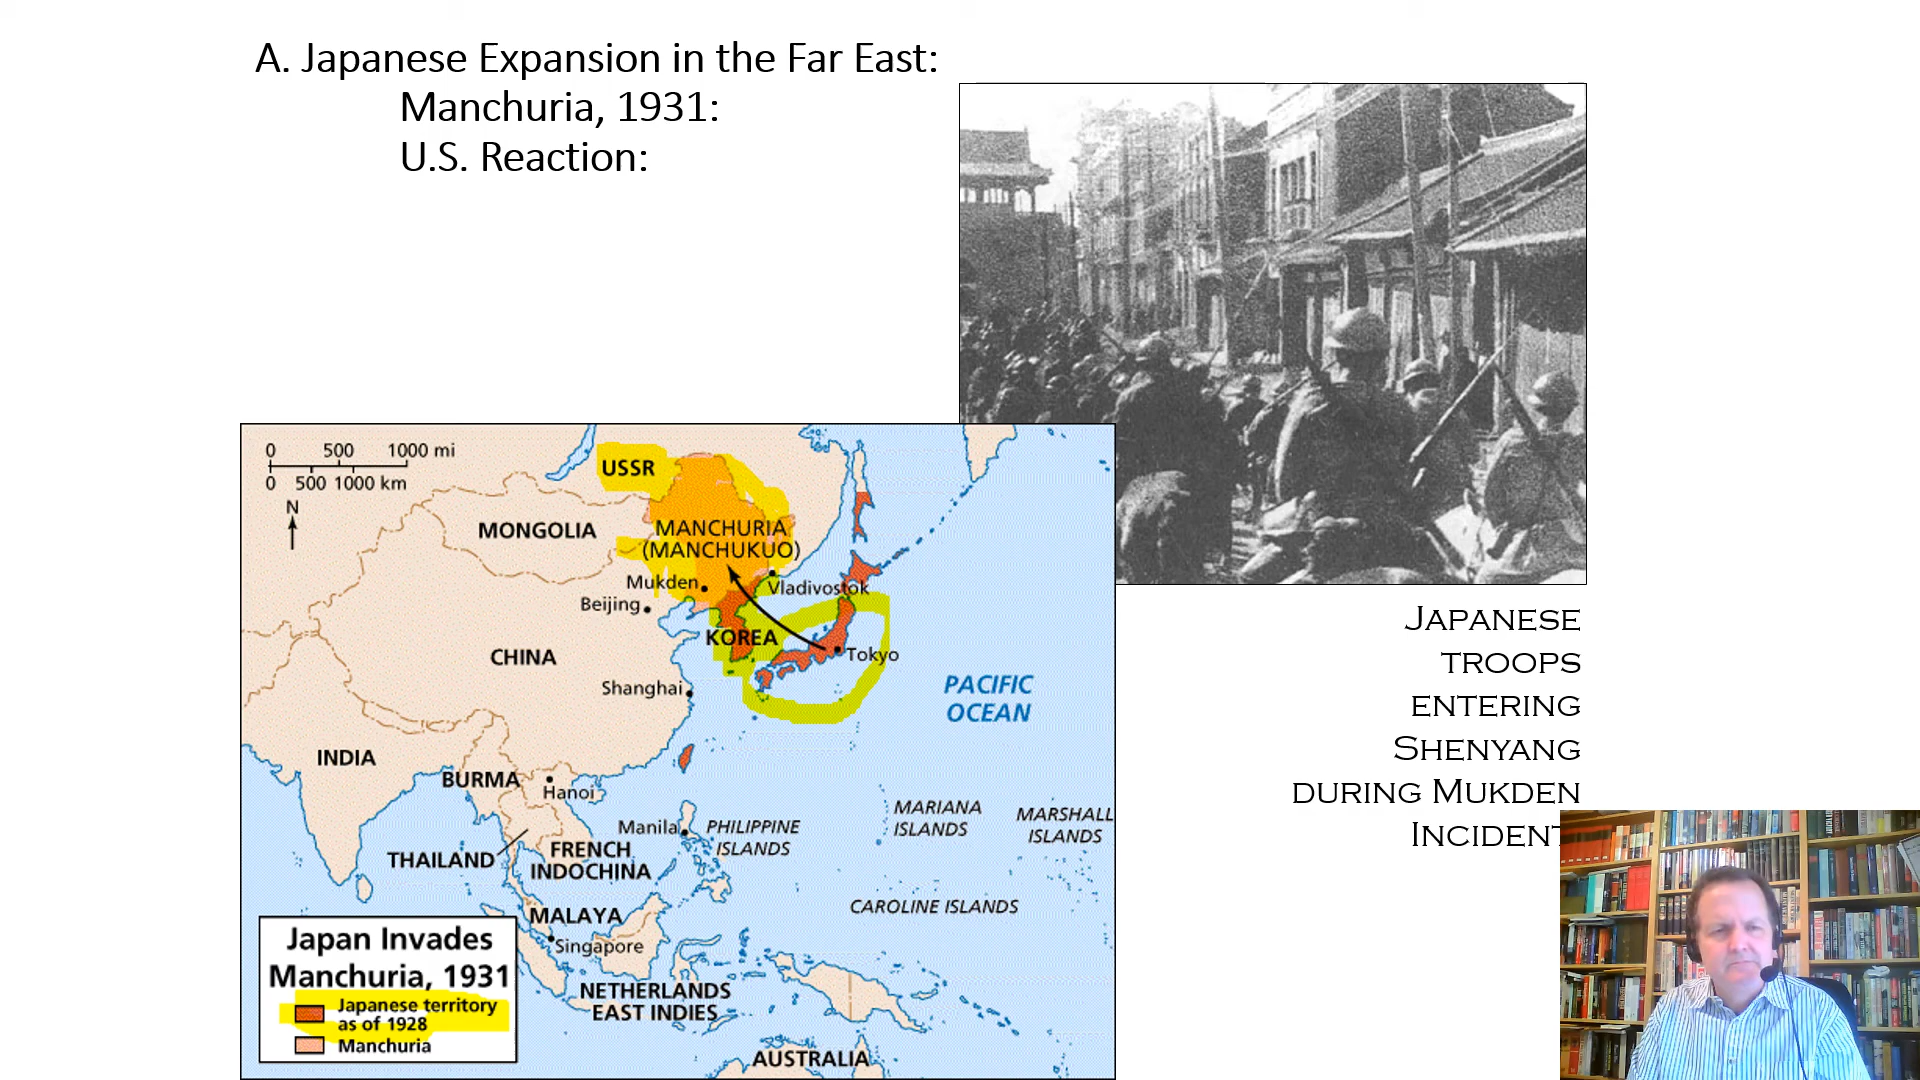 A. Japanese Expansion in the Far East:
Manchuria, 1931:
U.S. Reaction:
0 500 1000 mi
0 500 1000 km
N
USSR
MONGOLIA
MANCHURIA
(MANCHUKUO)
Mukden
Vladivostok
Beijing
KOREA
Tokyo
CHINA
Shanghai
PACIFIC
OCEAN
INDIA
BURMA
Hanoi
Manila
PHILIPPINE
ISLANDS
MARIANA
ISLANDS
MARSHALL
ISLANDS
THAILAND
FRENCH
INDOCHINA
CAROLINE ISLANDS
MALAYA
Singapore
NETHERLANDS
EAST INDIES
AUSTRALIA
Japan Invades
Manchuria, 1931
Japanese territory
as of 1928
Manchuria
Japanese
troops
entering
Shenyang
during Mukden
Incident